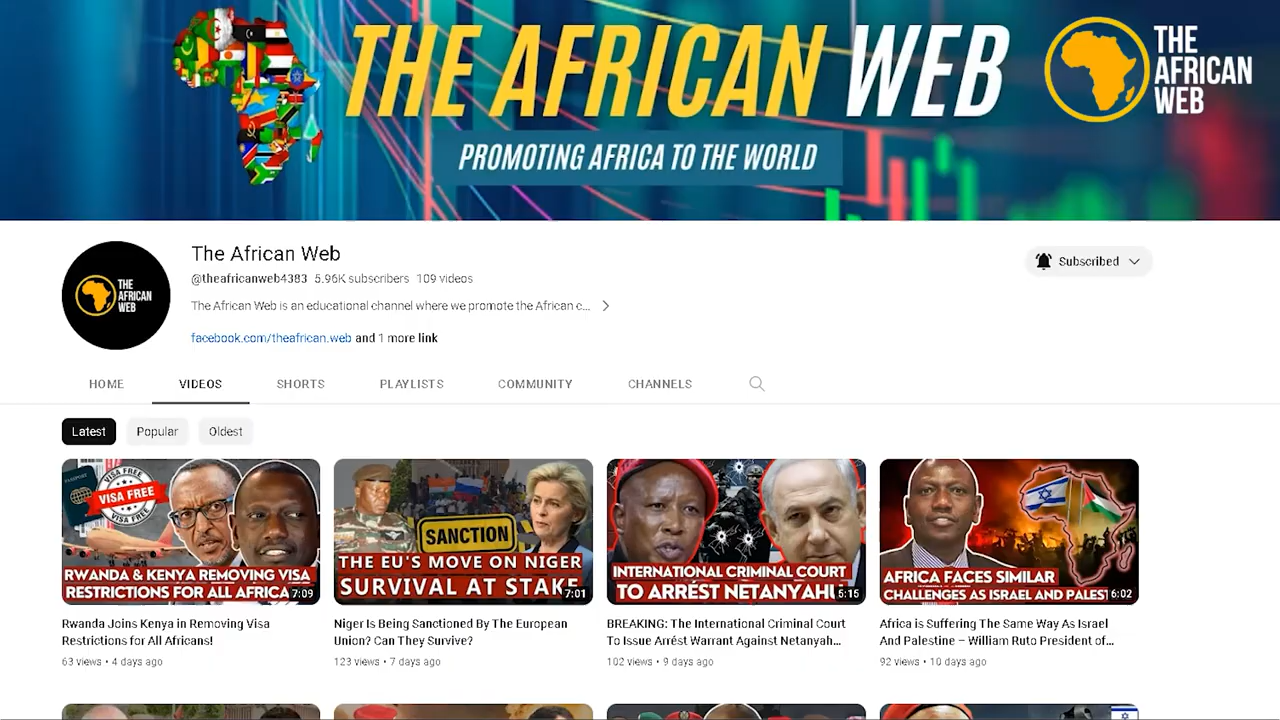 THE AFRICAN WEB
PROMOTING AFRICA TO THE WORLD
THE
AFRICAN
WEB
THE
AFRICAN
WEB
The African Web
@theafricanweb4383 5.96K subscribers 109 videos
The African Web is an educational channel where we promote the African c...
facebook.com/theafrican.web and 1 more link
Subscribed
HOME VIDEOS SHORTS PLAYLISTS COMMUNITY CHANNELS
Latest Popular Oldest
PASSPORT
VISA FREE
VISA FREE
VISA FREE
RWANDA & KENYA REMOVING VISA
RESTRICTIONS FOR ALL AFRICA
7:09
Rwanda Joins Kenya in Removing Visa
Restrictions for All Africans!
63 views • 4 days ago
SANCTION
THE EU'S MOVE ON NIGER
SURVIVAL AT STAKE
7:01
Niger Is Being Sanctioned By The European
Union? Can They Survive?
123 views • 7 days ago
INTERNATIONAL CRIMINAL COURT
TO ARRÉST NETANYAHU
5:15
BREAKING: The International Criminal Court
To Issue Arrést Warrant Against Netanyah...
102 views • 9 days ago
AFRICA FACES SIMILAR
CHALLENGES AS ISRAEL AND PALEST
6:02
Africa is Suffering The Same Way As Israel
And Palestine – William Ruto President of...
92 views • 10 days ago